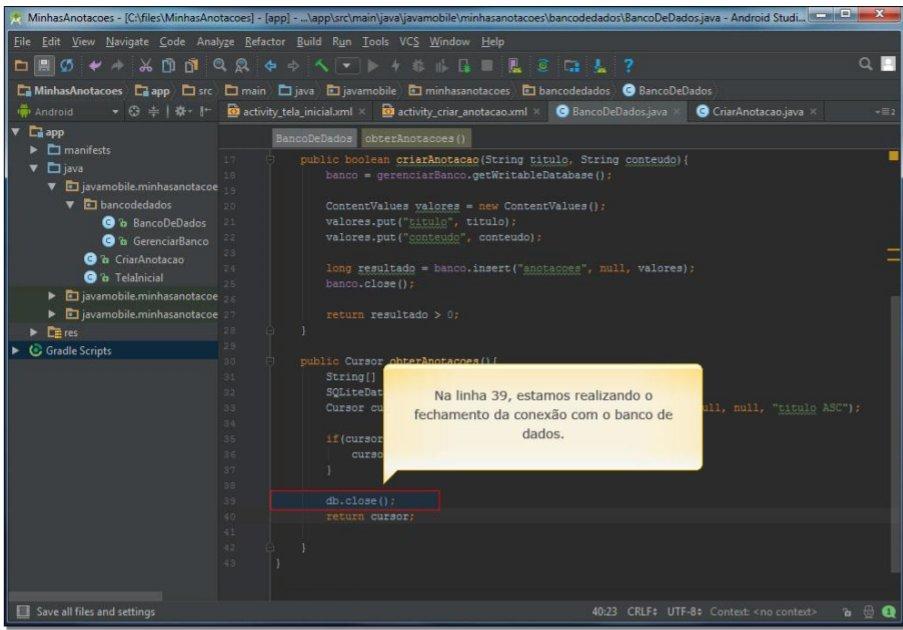 MinhasAnotacoes - [C:\files\MinhasAnotacoes] - [app] - ...\app\src\main\java\javamobile\minhasanotacoes\bancodedados\BancoDeDados.java - Android Studi...
File Edit View Navigate Code Analyze Refactor Build Run Tools VCS Window Help
MinhasAnotacoes app src main java javamobile minhasanotacoes bancodedados BancoDeDados
Android activity_tela_inicial.xml activity_criar_anotacao.xml BancoDeDados.java CriarAnotacao.java
BancoDeDados obterAnotacoes()
app
manifests
java
javamobile.minhasanotacoe
bancodedados
BancoDeDados
GerenciarBanco
CriarAnotacao
TelaInicial
javamobile.minhasanotacoe
javamobile.minhasanotacoe
res
Gradle Scripts
17 public boolean criarAnotacao(String titulo, String conteudo){
18 banco = gerenciarBanco.getWritableDatabase();
19
20 ContentValues valores = new ContentValues();
21 valores.put("titulo", titulo);
22 valores.put("conteudo", conteudo);
23
24 long resultado = banco.insert("anotacoes", null, valores);
25 banco.close();
26
27 return resultado > 0;
28 }
29
30 public Cursor obterAnotacoes(){
31 String[]
32 SQLiteDat
33 Cursor cu ull, null, "titulo ASC");
34
35 if(cursor
36 curso
37 }
38
39 db.close();
40 return cursor;
41
42 }
43 }
Na linha 39, estamos realizando o
fechamento da conexão com o banco de
dados.
Save all files and settings 40:23 CRLF UTF-8 Context: <no context> 1